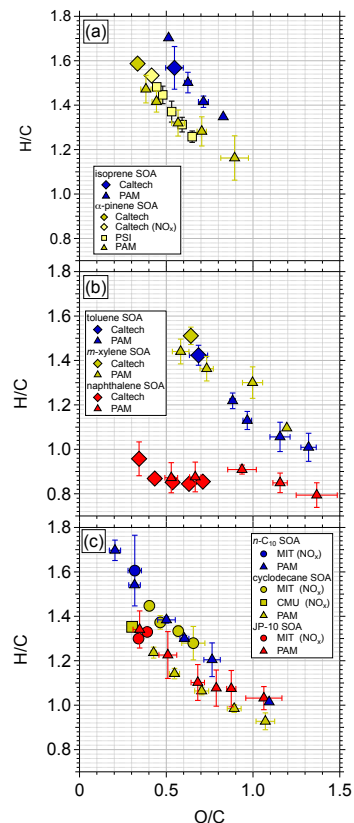 (a)
1.8
1.6
1.4
1.2
1.0
0.8
H/C
isoprene SOA
Caltech
PAM
α-pinene SOA
Caltech
Caltech (NOx)
PSI
PAM
(b)
1.8
1.6
1.4
1.2
1.0
0.8
H/C
toluene SOA
Caltech
PAM
m-xylene SOA
Caltech
PAM
naphthalene SOA
Caltech
PAM
(c)
1.8
1.6
1.4
1.2
1.0
0.8
H/C
n-C10 SOA
MIT (NOx)
PAM
cyclodecane SOA
MIT (NOx)
CMU (NOx)
PAM
JP-10 SOA
MIT (NOx)
PAM
0 0.5 1.0 1.5
O/C